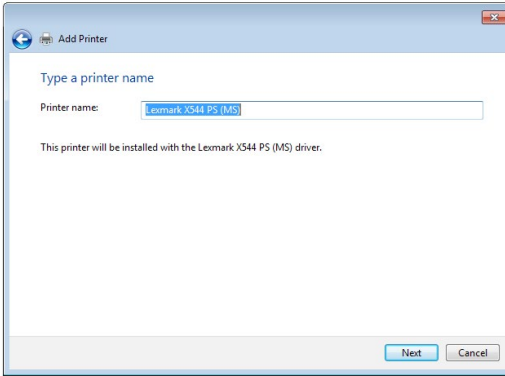 Add Printer
Type a printer name
Printer name: Lexmark X544 PS (MS)
This printer will be installed with the Lexmark X544 PS (MS) driver.
Next Cancel